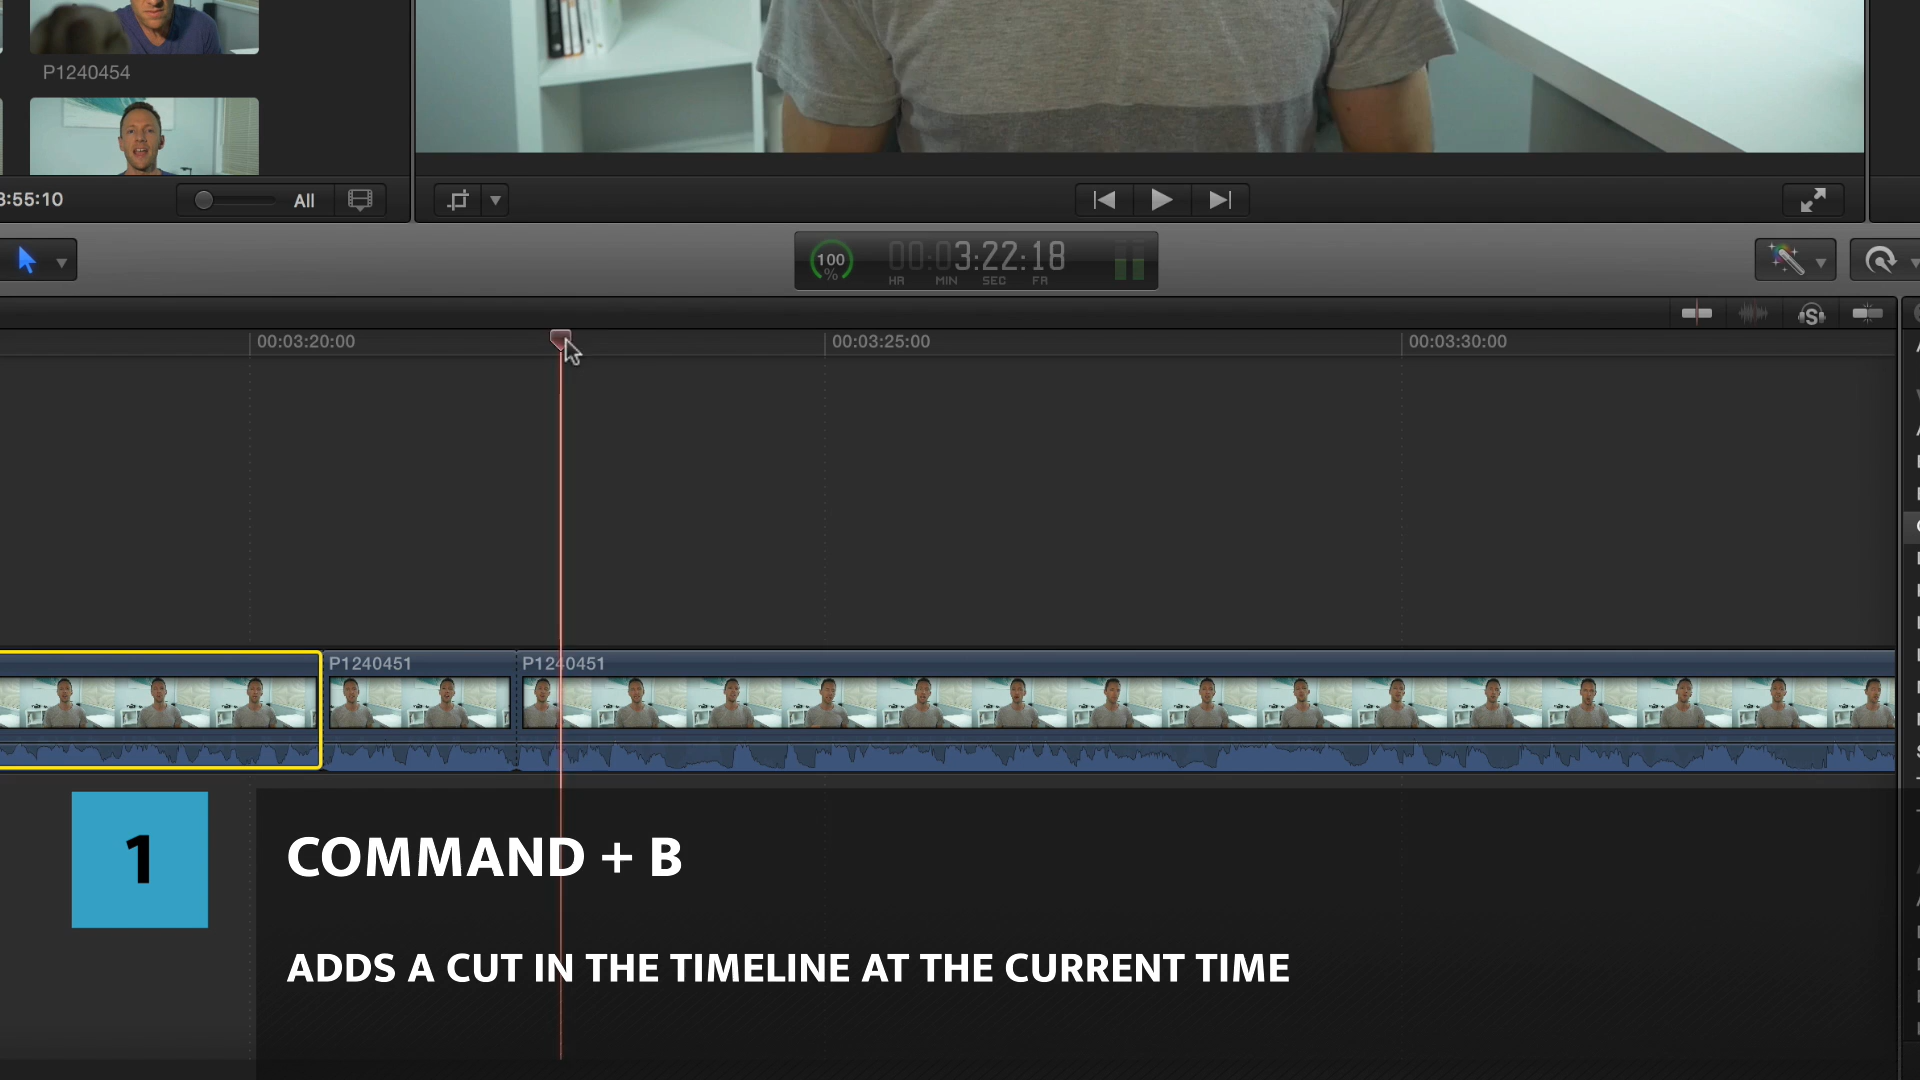 P1240454
3:55:10
All
100
%
00:03:22:18
HR MIN SEC FR
00:03:20:00
00:03:25:00
00:03:30:00
P1240451
P1240451
1
COMMAND + B
ADDS A CUT IN THE TIMELINE AT THE CURRENT TIME